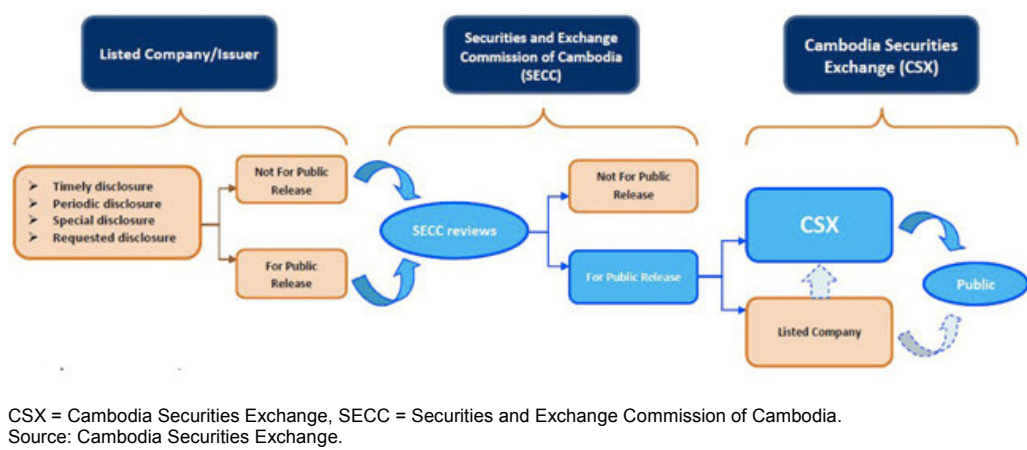 Listed Company/Issuer
Securities and Exchange
Commission of Cambodia
(SECC)
Cambodia Securities
Exchange (CSX)
➢ Timely disclosure
➢ Periodic disclosure
➢ Special disclosure
➢ Requested disclosure
Not For Public
Release
For Public
Release
SECC reviews
Not For Public
Release
For Public Release
CSX
Listed Company
Public
CSX = Cambodia Securities Exchange, SECC = Securities and Exchange Commission of Cambodia.
Source: Cambodia Securities Exchange.